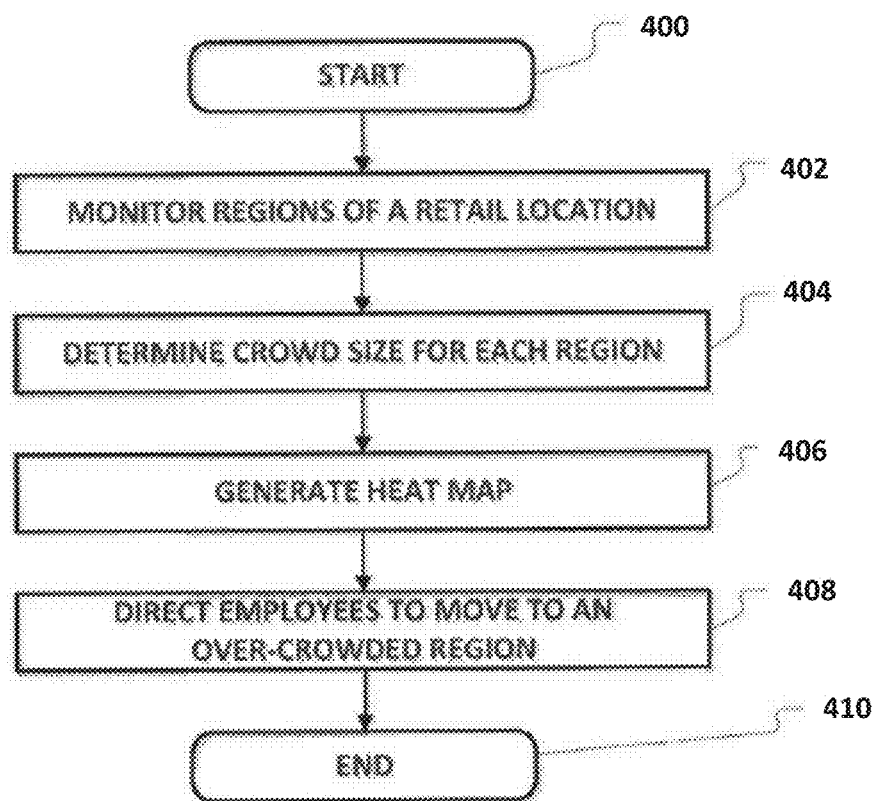 400
START
402
MONITOR REGIONS OF A RETAIL LOCATION
404
DETERMINE CROWD SIZE FOR EACH REGION
406
GENERATE HEAT MAP
408
DIRECT EMPLOYEES TO MOVE TO AN
OVER-CROWDED REGION
410
END